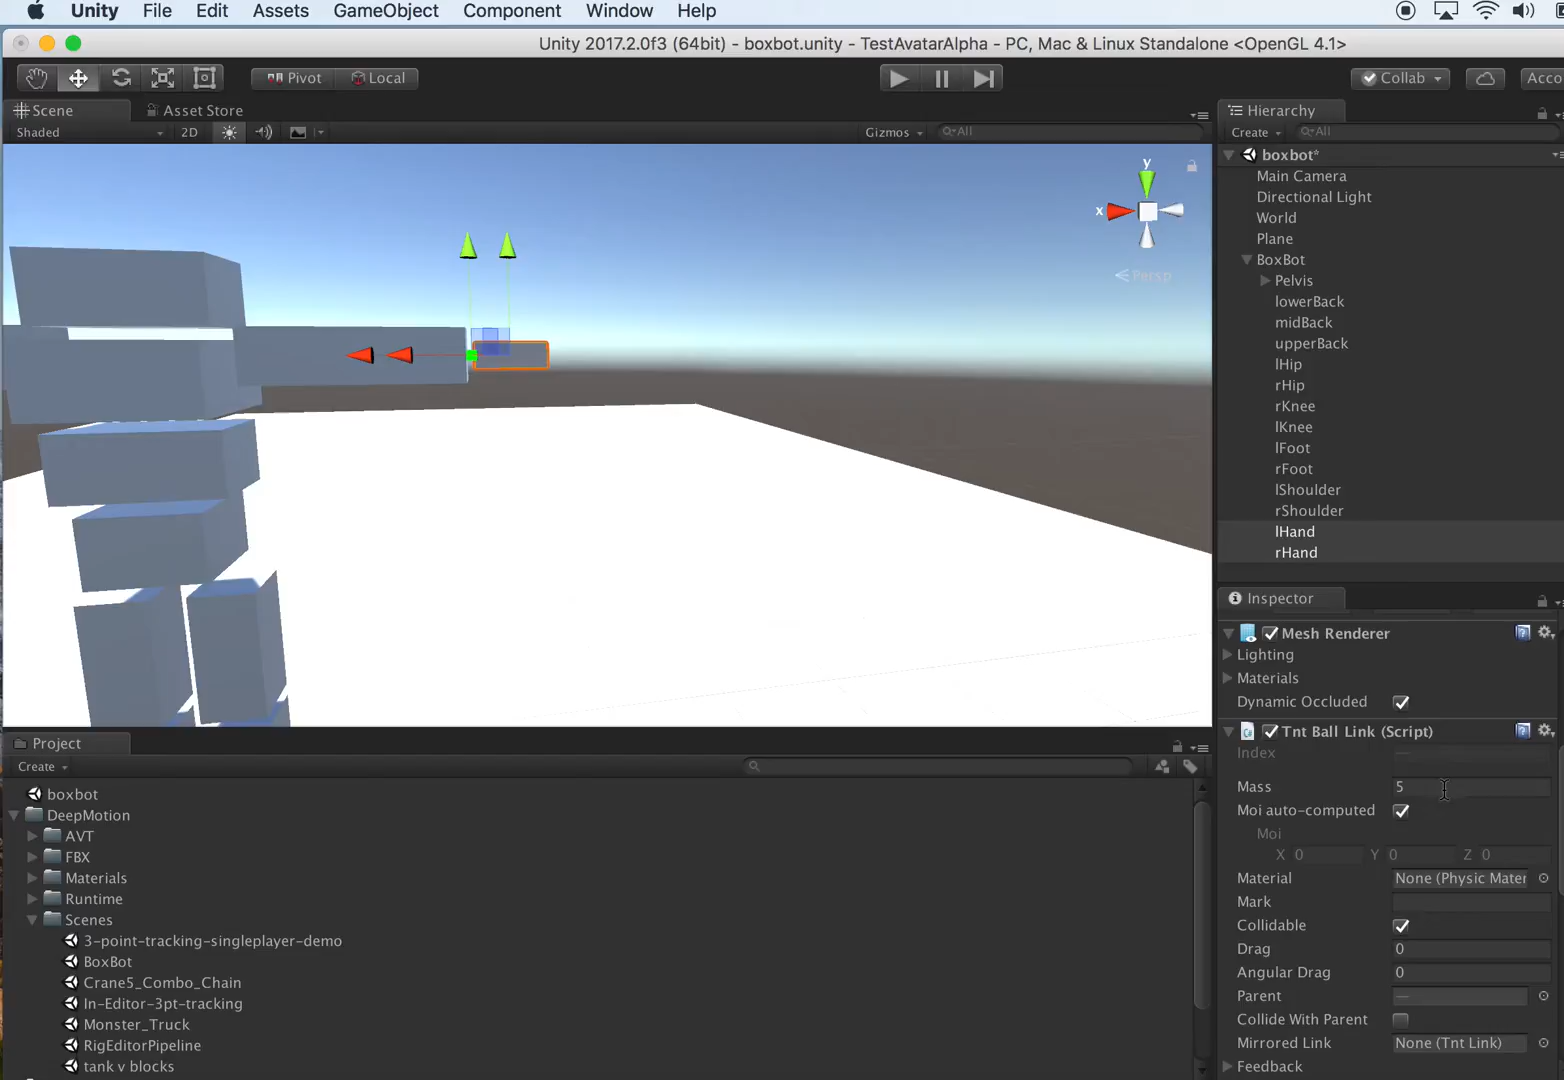 Unity File Edit Assets GameObject Component Window Help
Unity 2017.2.0f3 (64bit) - boxbot.unity - TestAvatarAlpha - PC, Mac & Linux Standalone <OpenGL 4.1>
Pivot Local Collab Acco
Scene Asset Store
Shaded 2D Gizmos All
y
x
Persp
Hierarchy
Create All
boxbot*
Main Camera
Directional Light
World
Plane
BoxBot
Pelvis
lowerBack
midBack
upperBack
lHip
rHip
rKnee
lKnee
lFoot
rFoot
lShoulder
rShoulder
lHand
rHand
Inspector
Mesh Renderer
Lighting
Materials
Dynamic Occluded
Tnt Ball Link (Script)
Index —
Mass 5
Moi auto-computed
Moi
X 0 Y 0 Z 0
Material None (Physic Mater
Mark
Collidable
Drag 0
Angular Drag 0
Parent —
Collide With Parent
Mirrored Link None (Tnt Link)
Feedback
Project
Create
boxbot
DeepMotion
AVT
FBX
Materials
Runtime
Scenes
3-point-tracking-singleplayer-demo
BoxBot
Crane5_Combo_Chain
In-Editor-3pt-tracking
Monster_Truck
RigEditorPipeline
tank v blocks